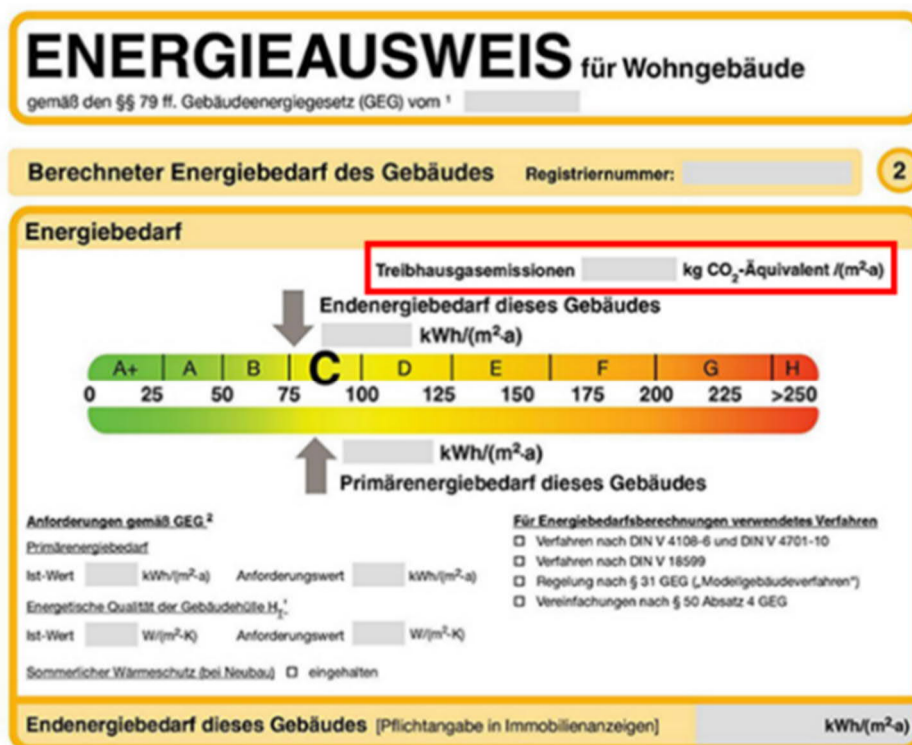 ENERGIEAUSWEIS für Wohngebäude
gemäß den §§ 79 ff. Gebäudeenergiegesetz (GEG) vom ¹
Berechneter Energiebedarf des Gebäudes Registriernummer: 2
Energiebedarf
Treibhausgasemissionen kg CO₂-Äquivalent /(m²·a)
Endenergiebedarf dieses Gebäudes
kWh/(m²·a)
A+ A B C D E F G H
0 25 50 75 100 125 150 175 200 225 >250
kWh/(m²·a)
Primärenergiebedarf dieses Gebäudes
Anforderungen gemäß GEG ²
Primärenergiebedarf
Ist-Wert kWh/(m²·a) Anforderungswert kWh/(m²·a)
Energetische Qualität der Gebäudehülle H_T'
Ist-Wert W/(m²·K) Anforderungswert W/(m²·K)
Sommerlicher Wärmeschutz (bei Neubau) ☐ eingehalten
Für Energiebedarfsberechnungen verwendetes Verfahren
☐ Verfahren nach DIN V 4108-6 und DIN V 4701-10
☐ Verfahren nach DIN V 18599
☐ Regelung nach § 31 GEG („Modellgebäudeverfahren“)
☐ Vereinfachungen nach § 50 Absatz 4 GEG
Endenergiebedarf dieses Gebäudes [Pflichtangabe in Immobilienanzeigen] kWh/(m²·a)